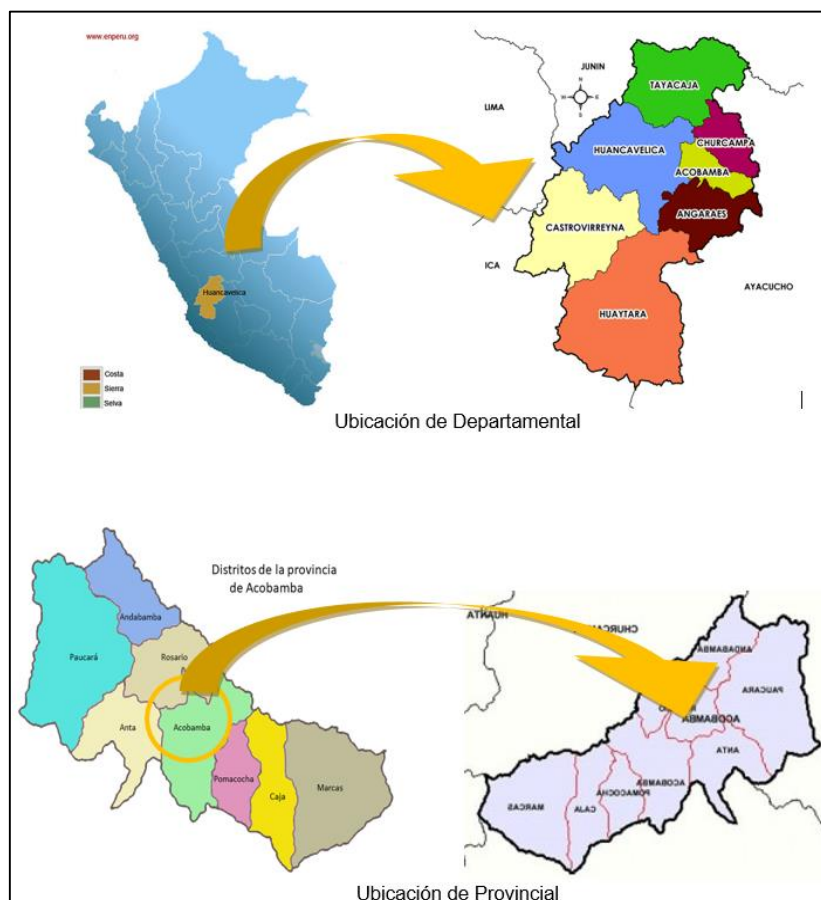 www.enperu.org
Huancavelica
Costa
Sierra
Selva
JUNIN
LIMA
TAYACAJA
N
W
E
S
CHURCAMPA
HUANCAVELICA
ACOBAMBA
ANGARAES
CASTROVIRREYNA
ICA
AYACUCHO
HUAYTARA
Ubicación de Departamental
Distritos de la provincia
de Acobamba
Andabamba
Paucará
Rosario
Anta
Acobamba
Pomacocha
Caja
Marcas
HUANTA
ANDABAMBA
PAUCARA
ACOBAMBA
ANTA
ACOBAMBA
POMACOCHA
CAJA
MARCAS
Ubicación de Provincial